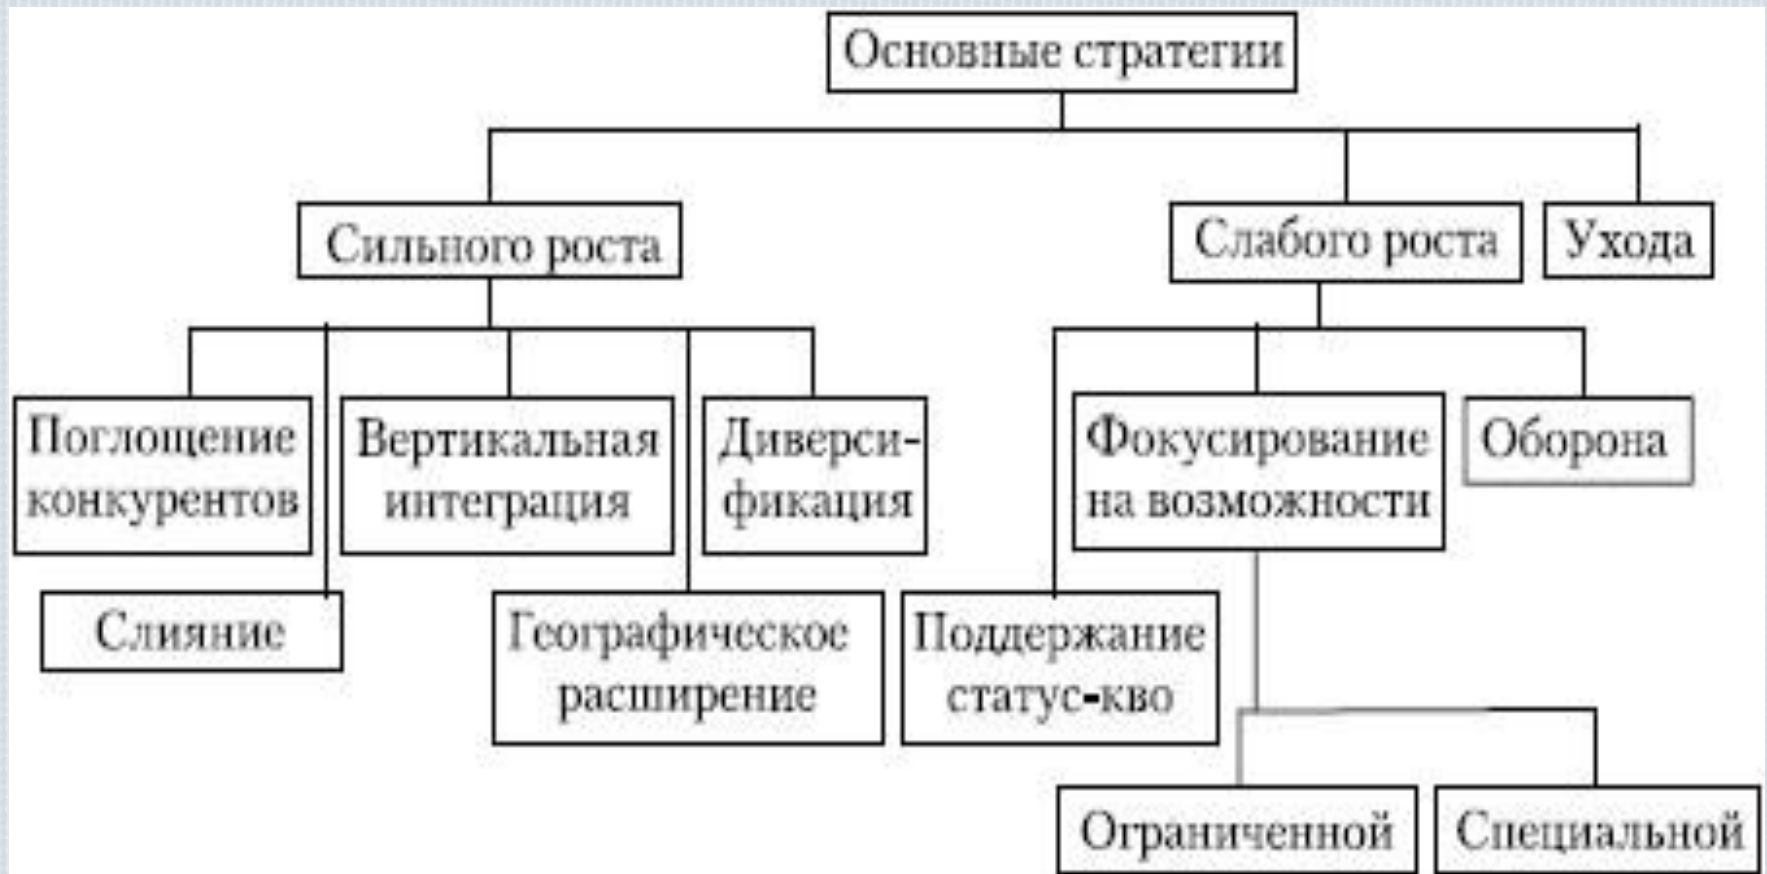 Основные стратегии
Сильного роста
Слабого роста
Ухода
Поглощение
конкурентов
Вертикальная
интеграция
Диверси-
фикация
Фокусирование
на возможности
Оборона
Слияние
Географическое
расширение
Поддержание
статус-кво
Ограниченной
Специальной